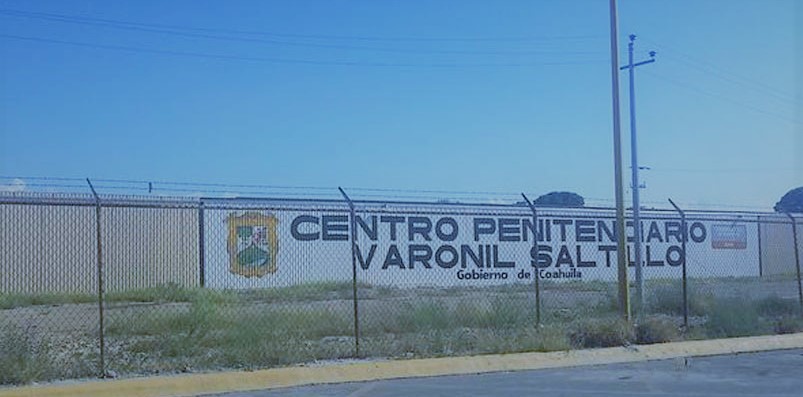 CENTRO PENITENCIARIO
VARONIL SALTILLO
Gobierno de Coahuila